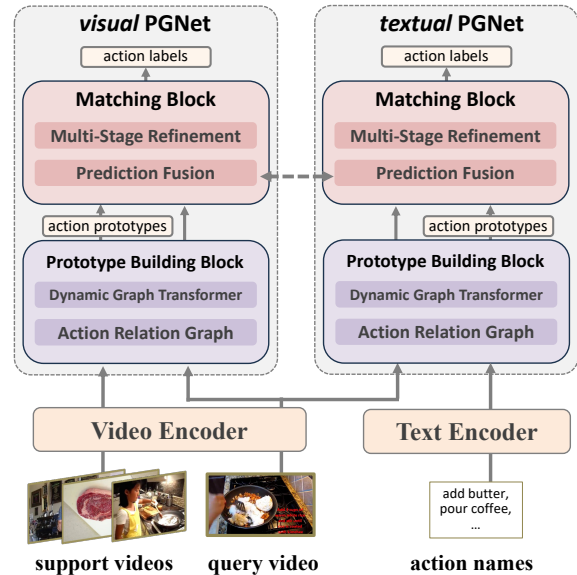 visual PGNet
action labels
Matching Block
Multi-Stage Refinement
Prediction Fusion
action prototypes
Prototype Building Block
Dynamic Graph Transformer
Action Relation Graph
textual PGNet
action labels
Matching Block
Multi-Stage Refinement
Prediction Fusion
action prototypes
Prototype Building Block
Dynamic Graph Transformer
Action Relation Graph
Video Encoder
Text Encoder
add butter,
pour coffee,
...
support videos
query video
action names